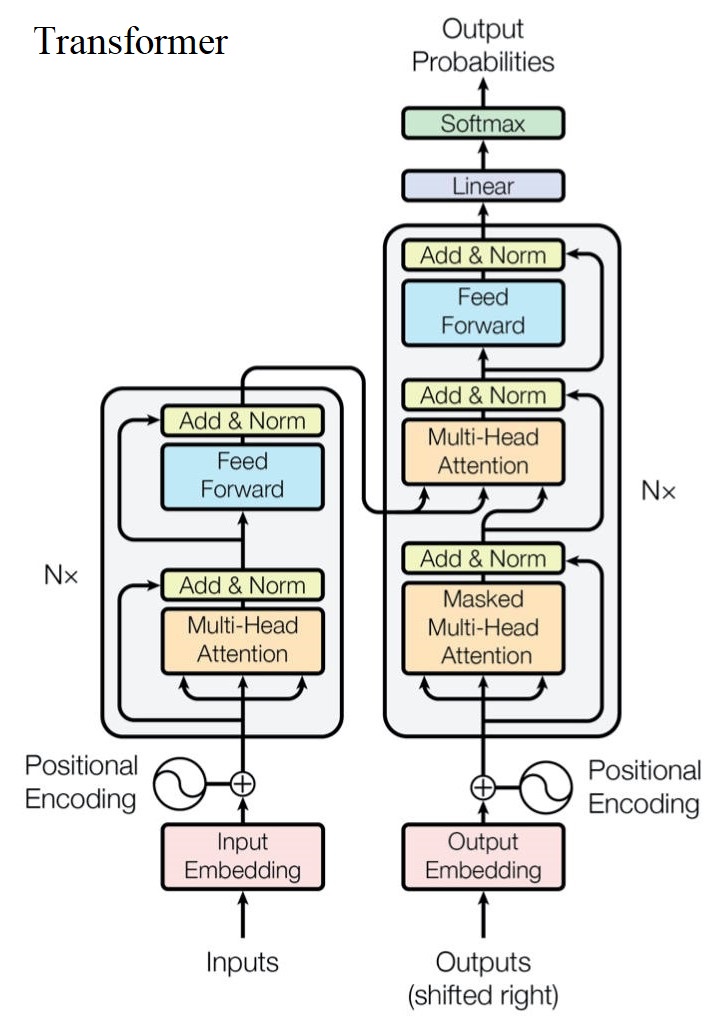 Transformer
Output
Probabilities
Softmax
Linear
Add & Norm
Feed
Forward
Add & Norm
Multi-Head
Attention
Nx
Add & Norm
Masked
Multi-Head
Attention
Add & Norm
Feed
Forward
Nx
Add & Norm
Multi-Head
Attention
Positional
Encoding
Positional
Encoding
Input
Embedding
Output
Embedding
Inputs
Outputs
(shifted right)